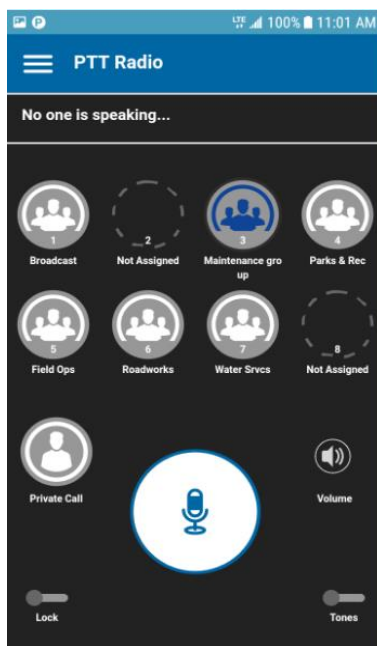 LTE 100% 11:01 AM
PTT Radio
No one is speaking...
1 2 3 4
Broadcast Not Assigned Maintenance gro Parks & Rec
up
5 6 7 8
Field Ops Roadworks Water Srvcs Not Assigned
Private Call Volume
Lock Tones